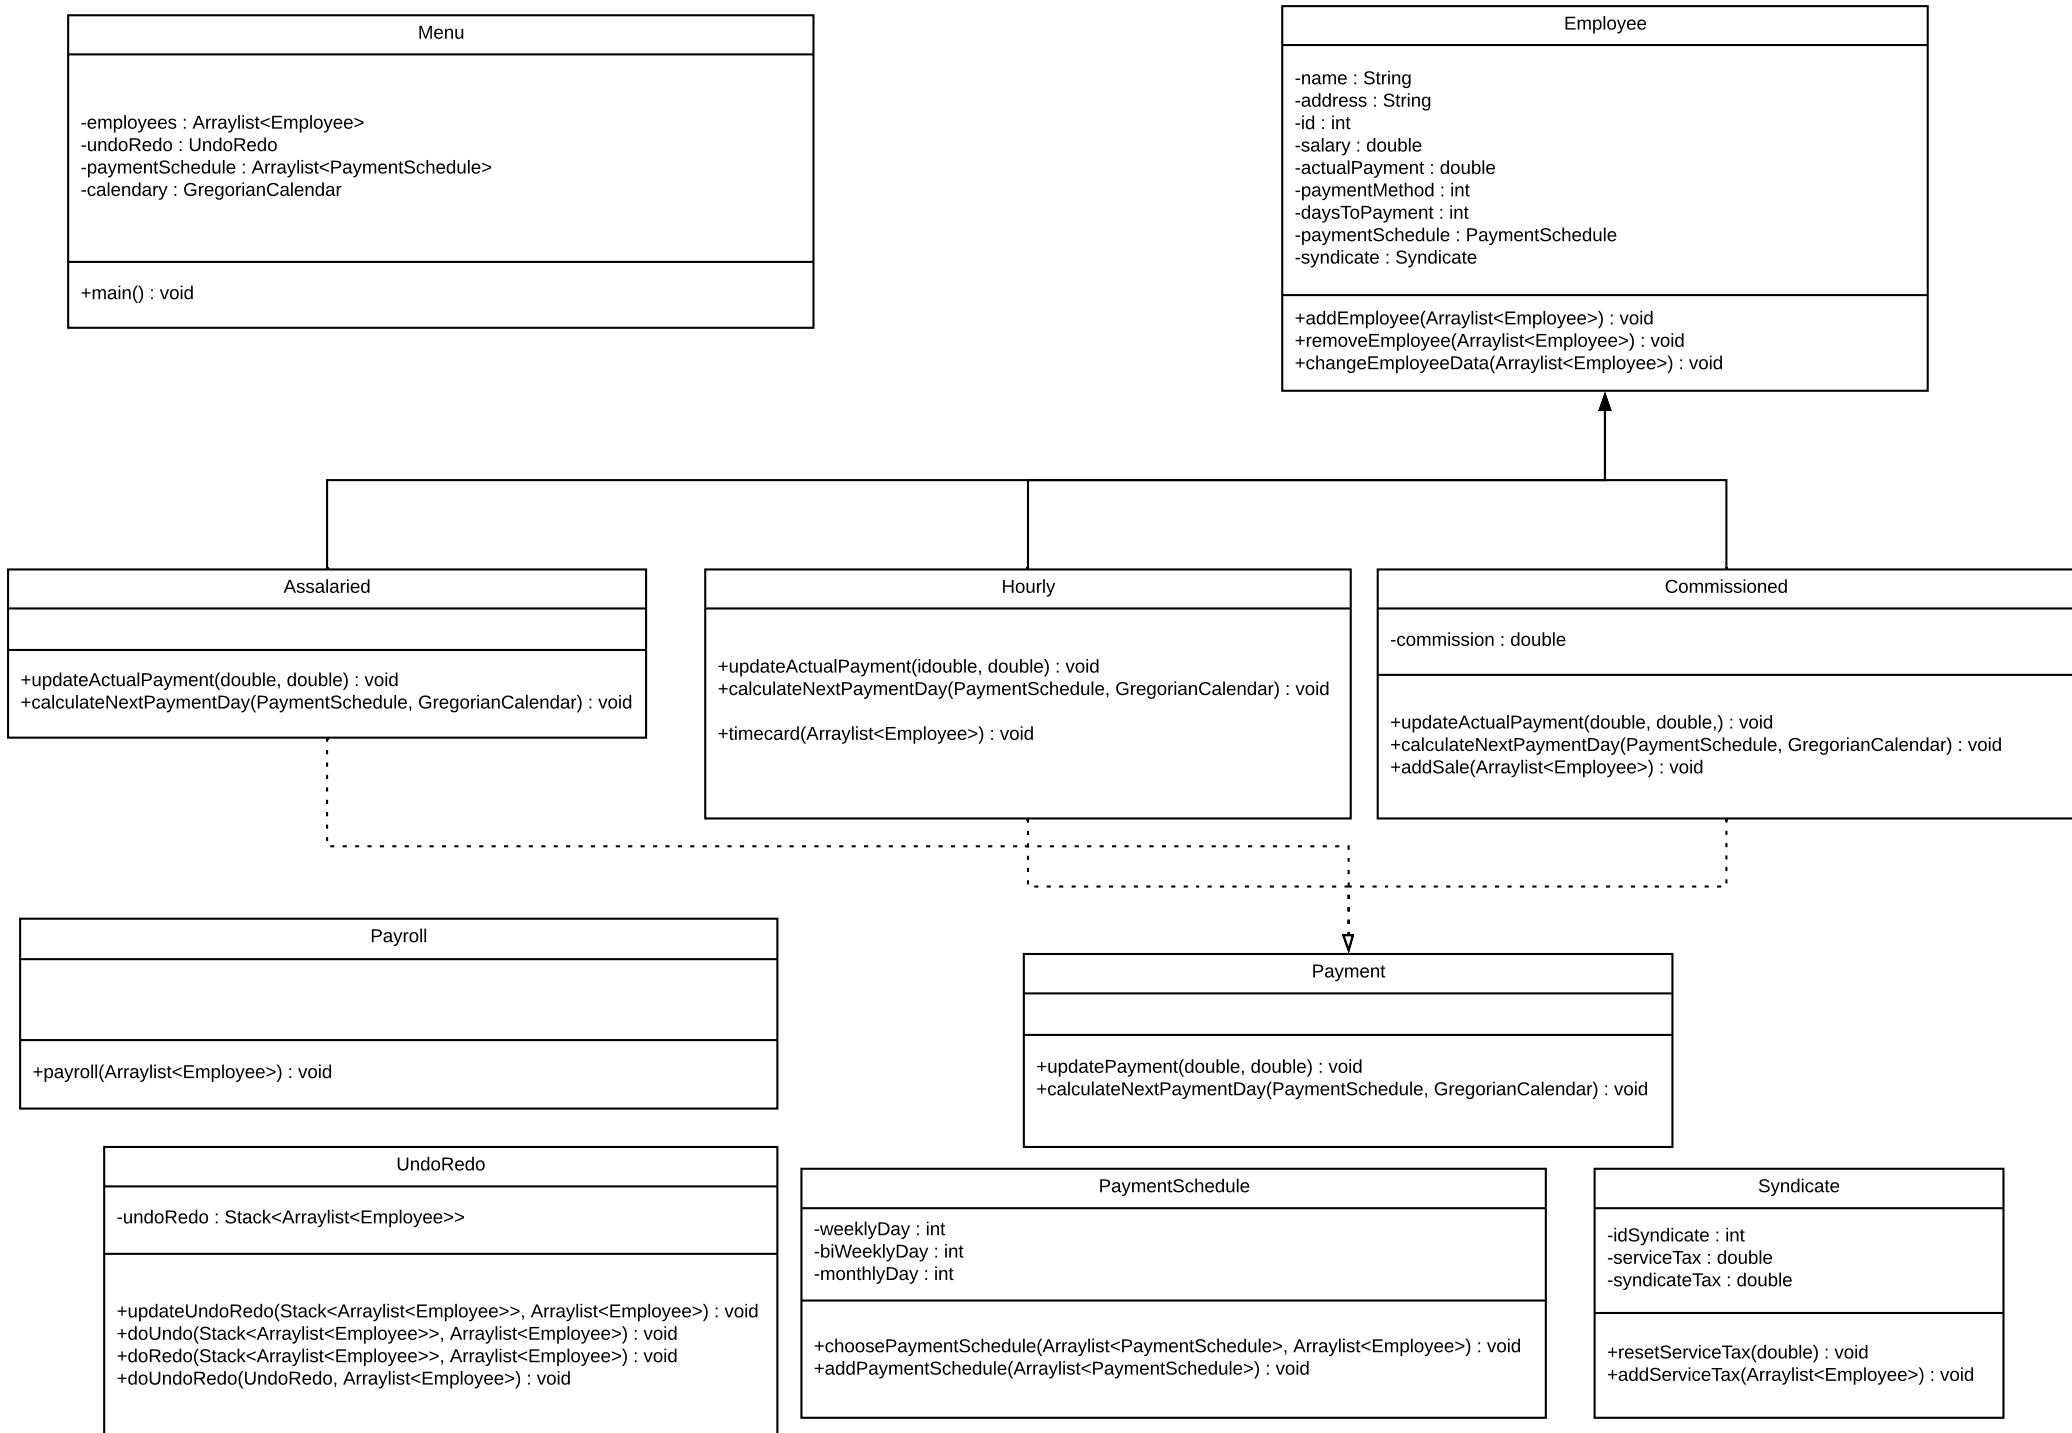 Menu
-employees : Arraylist<Employee>
-undoRedo : UndoRedo
-paymentSchedule : Arraylist<PaymentSchedule>
-calendary : GregorianCalendar
+main() : void
Employee
-name : String
-address : String
-id : int
-salary : double
-actualPayment : double
-paymentMethod : int
-daysToPayment : int
-paymentSchedule : PaymentSchedule
-syndicate : Syndicate
+addEmployee(Arraylist<Employee>) : void
+removeEmployee(Arraylist<Employee>) : void
+changeEmployeeData(Arraylist<Employee>) : void
Assalaried
+updateActualPayment(double, double) : void
+calculateNextPaymentDay(PaymentSchedule, GregorianCalendar) : void
Hourly
+updateActualPayment(idouble, double) : void
+calculateNextPaymentDay(PaymentSchedule, GregorianCalendar) : void
+timecard(Arraylist<Employee>) : void
Commissioned
-commission : double
+updateActualPayment(double, double,) : void
+calculateNextPaymentDay(PaymentSchedule, GregorianCalendar) : void
+addSale(Arraylist<Employee>) : void
Payroll
+payroll(Arraylist<Employee>) : void
Payment
+updatePayment(double, double) : void
+calculateNextPaymentDay(PaymentSchedule, GregorianCalendar) : void
UndoRedo
-undoRedo : Stack<Arraylist<Employee>>
+updateUndoRedo(Stack<Arraylist<Employee>>, Arraylist<Employee>) : void
+doUndo(Stack<Arraylist<Employee>>, Arraylist<Employee>) : void
+doRedo(Stack<Arraylist<Employee>>, Arraylist<Employee>) : void
+doUndoRedo(UndoRedo, Arraylist<Employee>) : void
PaymentSchedule
-weeklyDay : int
-biWeeklyDay : int
-monthlyDay : int
+choosePaymentSchedule(Arraylist<PaymentSchedule>, Arraylist<Employee>) : void
+addPaymentSchedule(Arraylist<PaymentSchedule>) : void
Syndicate
-idSyndicate : int
-serviceTax : double
-syndicateTax : double
+resetServiceTax(double) : void
+addServiceTax(Arraylist<Employee>) : void